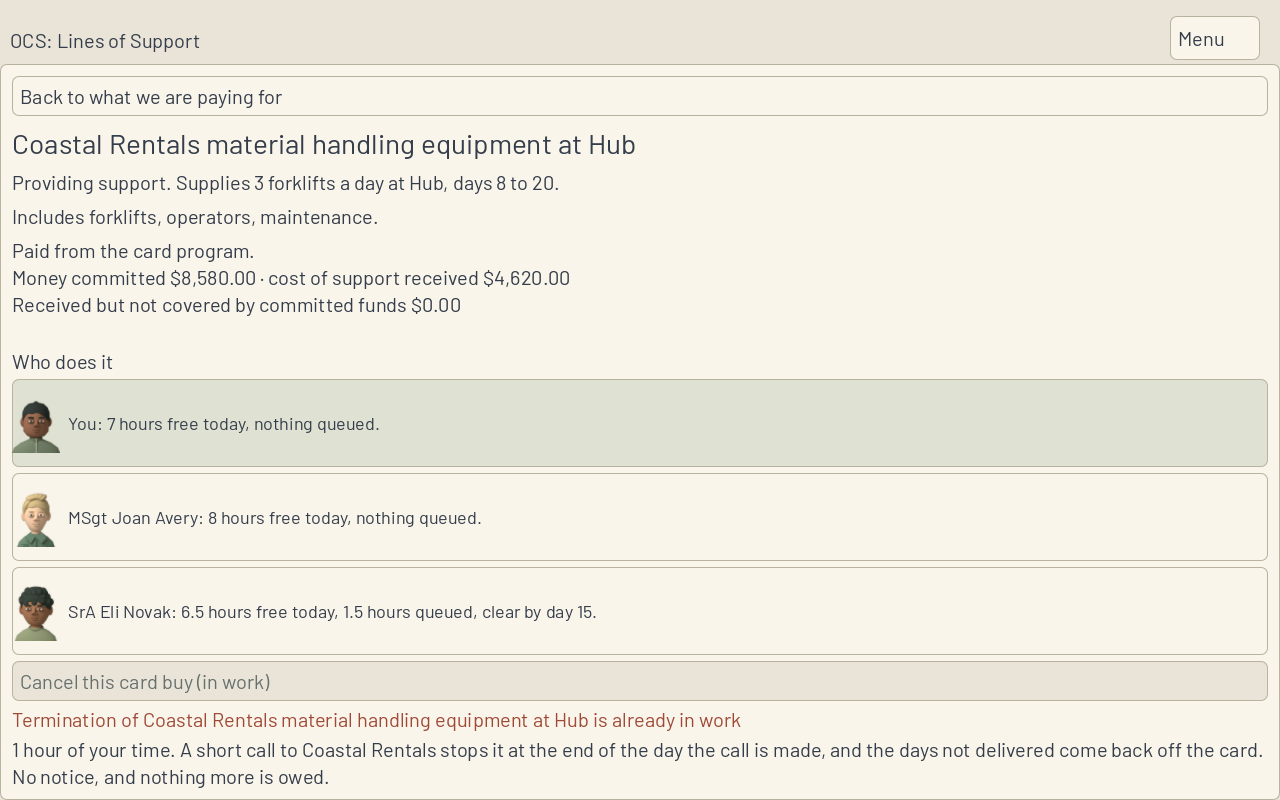 OCS: Lines of Support
Menu
Back to what we are paying for
Coastal Rentals material handling equipment at Hub
Providing support. Supplies 3 forklifts a day at Hub, days 8 to 20.
Includes forklifts, operators, maintenance.
Paid from the card program.
Money committed $8,580.00 · cost of support received $4,620.00
Received but not covered by committed funds $0.00
Who does it
You: 7 hours free today, nothing queued.
MSgt Joan Avery: 8 hours free today, nothing queued.
SrA Eli Novak: 6.5 hours free today, 1.5 hours queued, clear by day 15.
Cancel this card buy (in work)
Termination of Coastal Rentals material handling equipment at Hub is already in work
1 hour of your time. A short call to Coastal Rentals stops it at the end of the day the call is made, and the days not delivered come back off the card.
No notice, and nothing more is owed.